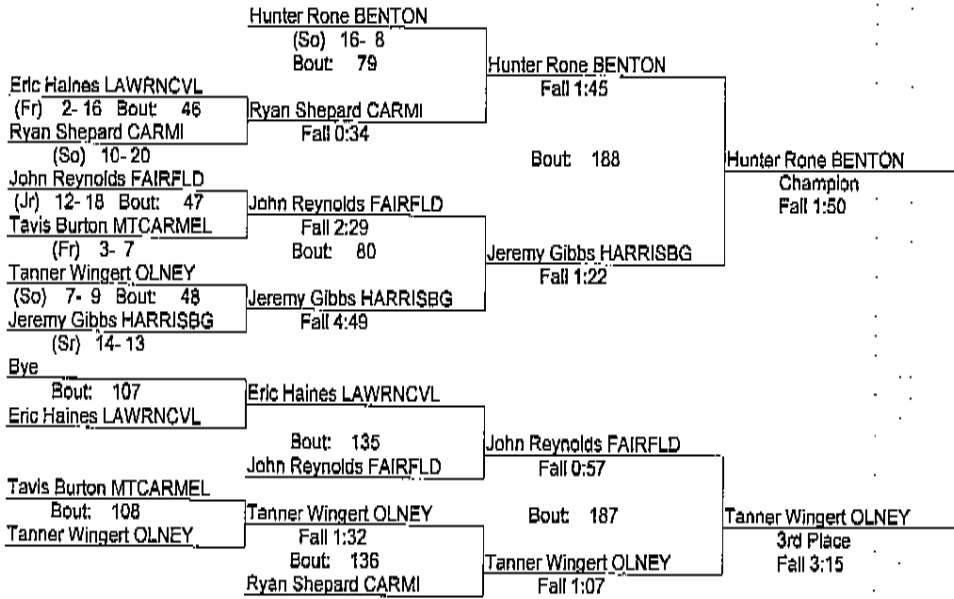 Hunter Rone BENTON
(So) 16- 8
Bout: 79
Eric Haines LAWRNCVL
(Fr) 2- 16 Bout: 46
Ryan Shepard CARMI
(So) 10- 20
Ryan Shepard CARMI
Fall 0:34
Hunter Rone BENTON
Fall 1:45
John Reynolds FAIRFLD
(Jr) 12- 18 Bout: 47
Tavis Burton MTCARMEL
(Fr) 3- 7
John Reynolds FAIRFLD
Fall 2:29
Bout: 80
Tanner Wingert OLNEY
(So) 7- 9 Bout: 48
Jeremy Gibbs HARRISBG
(Sr) 14- 13
Jeremy Gibbs HARRISBG
Fall 4:49
Jeremy Gibbs HARRISBG
Fall 1:22
Bout: 188
Hunter Rone BENTON
Champion
Fall 1:50
Bye
Bout: 107
Eric Haines LAWRNCVL
Eric Haines LAWRNCVL
Bout: 135
John Reynolds FAIRFLD
John Reynolds FAIRFLD
Fall 0:57
Tavis Burton MTCARMEL
Bout: 108
Tanner Wingert OLNEY
Tanner Wingert OLNEY
Fall 1:32
Bout: 136
Ryan Shepard CARMI
Tanner Wingert OLNEY
Fall 1:07
Bout: 187
Tanner Wingert OLNEY
3rd Place
Fall 3:15